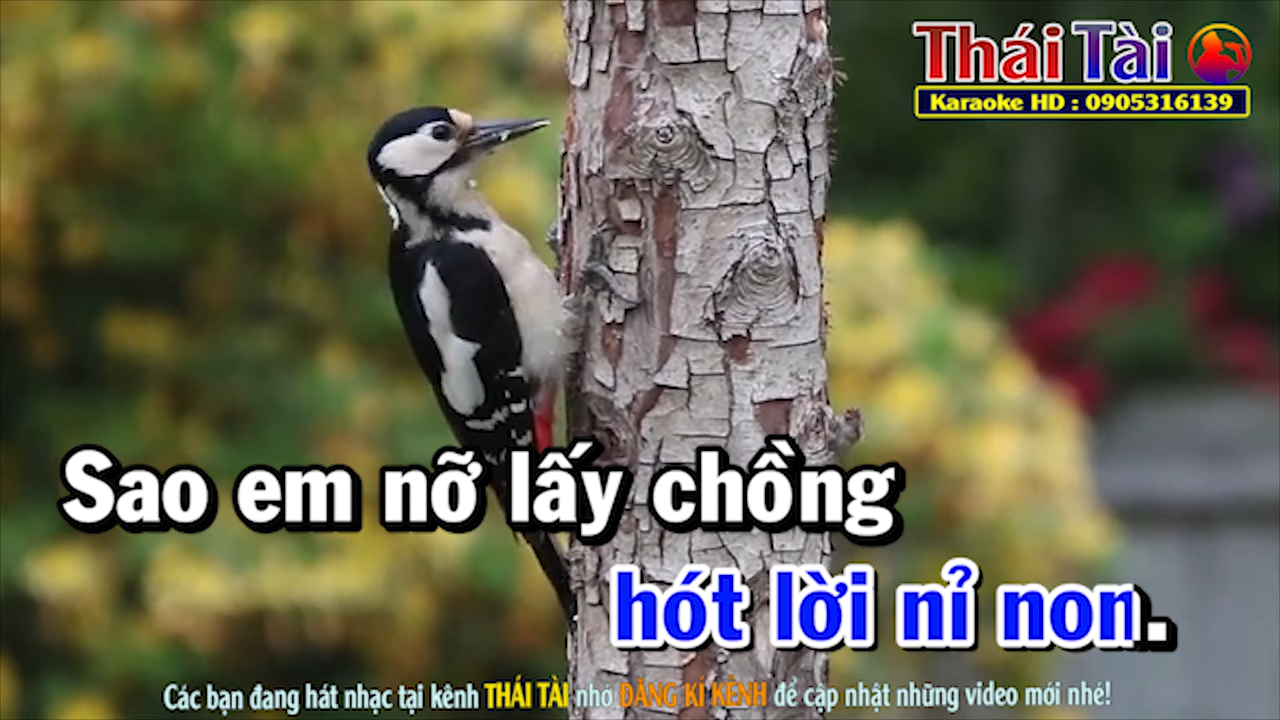 Thái Tài
Karaoke HD : 0905316139
Sao em nỡ lấy chồng
hót lời nỉ non.
Các bạn đang hát nhạc tại kênh THÁI TÀI nhớ ĐĂNG KÍ KÊNH để cập nhật những video mới nhé!